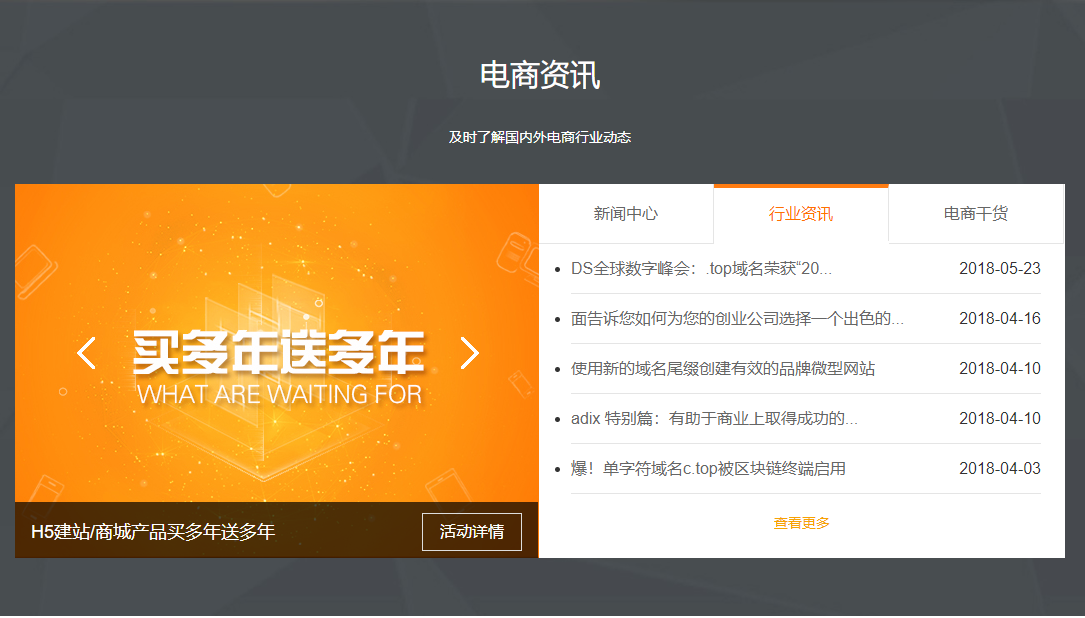 电商资讯
及时了解国内外电商行业动态
买多年送多年
WHAT ARE WAITING FOR
H5建站/商城产品买多年送多年
活动详情
新闻中心
行业资讯
电商干货
DS全球数字峰会：.top域名荣获“20... 2018-05-23
面告诉您如何为您的创业公司选择一个出色的... 2018-04-16
使用新的域名尾缀创建有效的品牌微型网站 2018-04-10
adix 特别篇：有助于商业上取得成功的... 2018-04-10
爆！单字符域名c.top被区块链终端启用 2018-04-03
查看更多